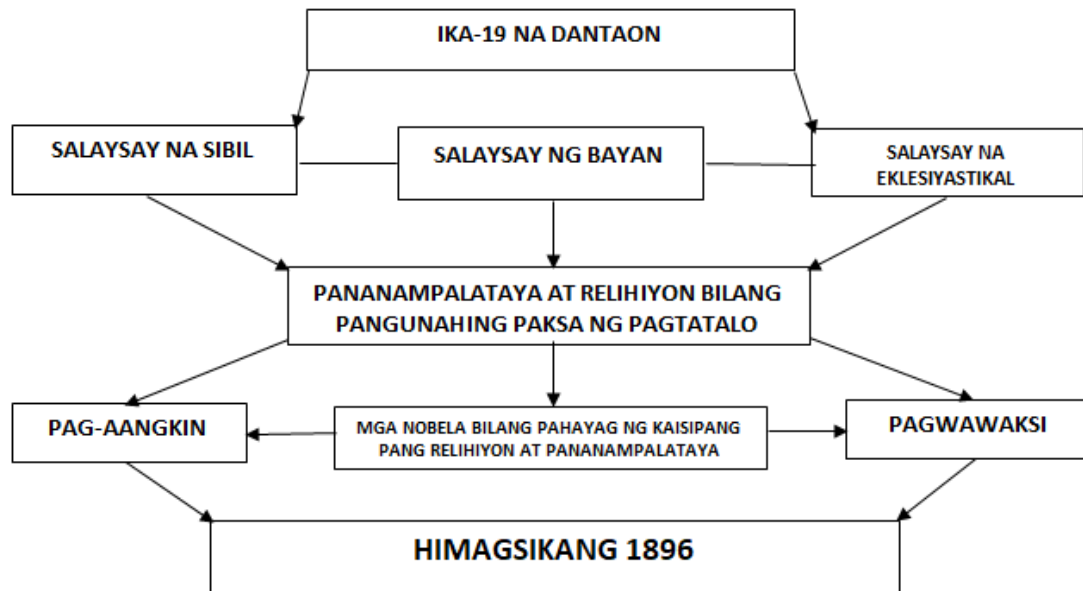 IKA-19 NA DANTAON
SALAYSAY NA SIBIL
SALAYSAY NG BAYAN
SALAYSAY NA
EKLESIYASTIKAL
PANANAMPALATAYA AT RELIHIYON BILANG
PANGUNAHING PAKSA NG PAGTATALO
PAG-AANGKIN
MGA NOBELA BILANG PAHAYAG NG KAISIPANG
PANG RELIHIYON AT PANANAMPALATAYA
PAGWAWAKSI
HIMAGSIKANG 1896